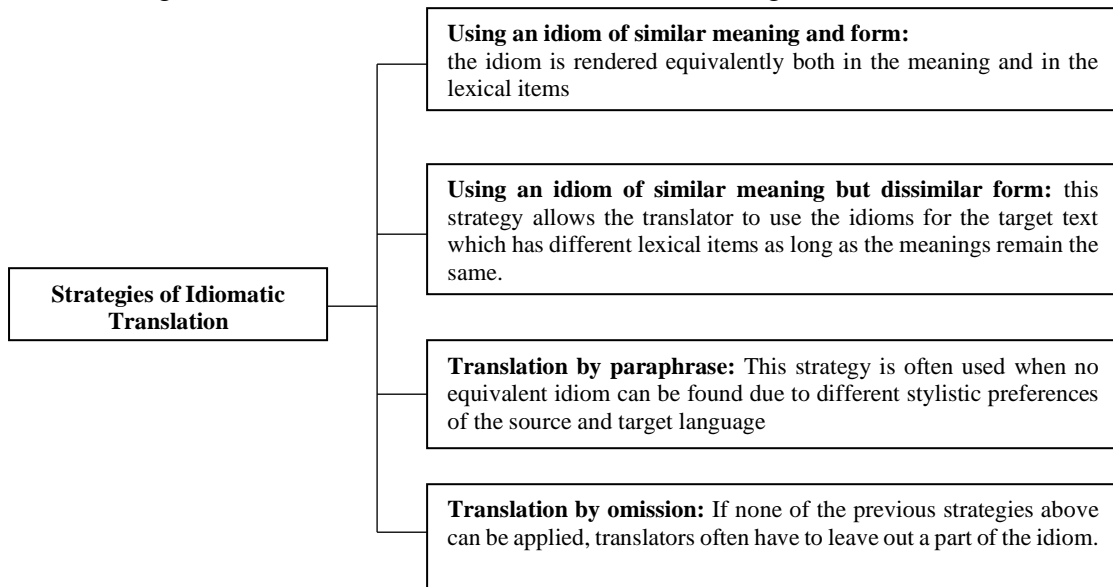 Using an idiom of similar meaning and form:
the idiom is rendered equivalently both in the meaning and in the
lexical items
Using an idiom of similar meaning but dissimilar form: this
strategy allows the translator to use the idioms for the target text
which has different lexical items as long as the meanings remain the
same.
Strategies of Idiomatic
Translation
Translation by paraphrase: This strategy is often used when no
equivalent idiom can be found due to different stylistic preferences
of the source and target language
Translation by omission: If none of the previous strategies above
can be applied, translators often have to leave out a part of the idiom.